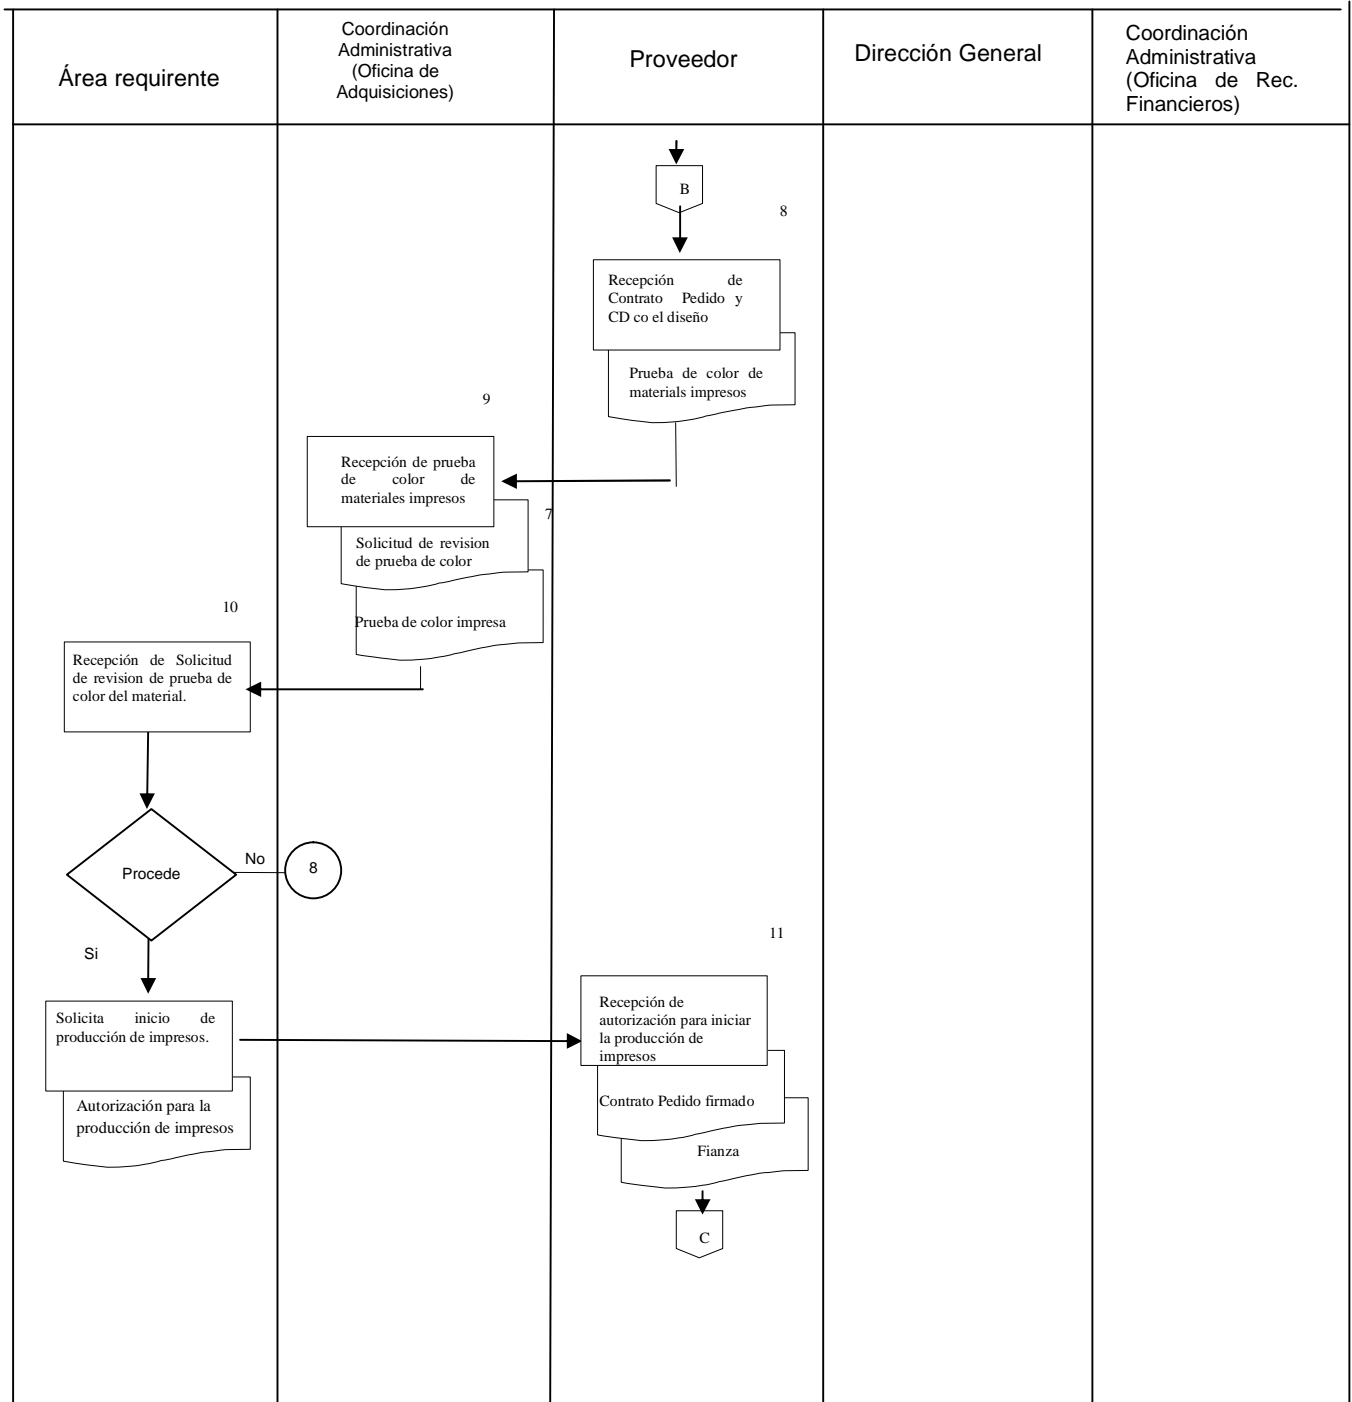 Área requirente
Coordinación
Administrativa
(Oficina de
Adquisiciones)
Proveedor
Dirección General
Coordinación
Administrativa
(Oficina de Rec.
Financieros)
B
8
Recepción de
Contrato Pedido y
CD co el diseño
Prueba de color de
materials impresos
9
Recepción de prueba
de color de
materiales impresos
7
Solicitud de revision
de prueba de color
Prueba de color impresa
10
Recepción de Solicitud
de revision de prueba de
color del material.
Procede
No
8
Si
11
Solicita inicio de
producción de impresos.
Autorización para la
producción de impresos
Recepción de
autorización para iniciar
la producción de
impresos
Contrato Pedido firmado
Fianza
C